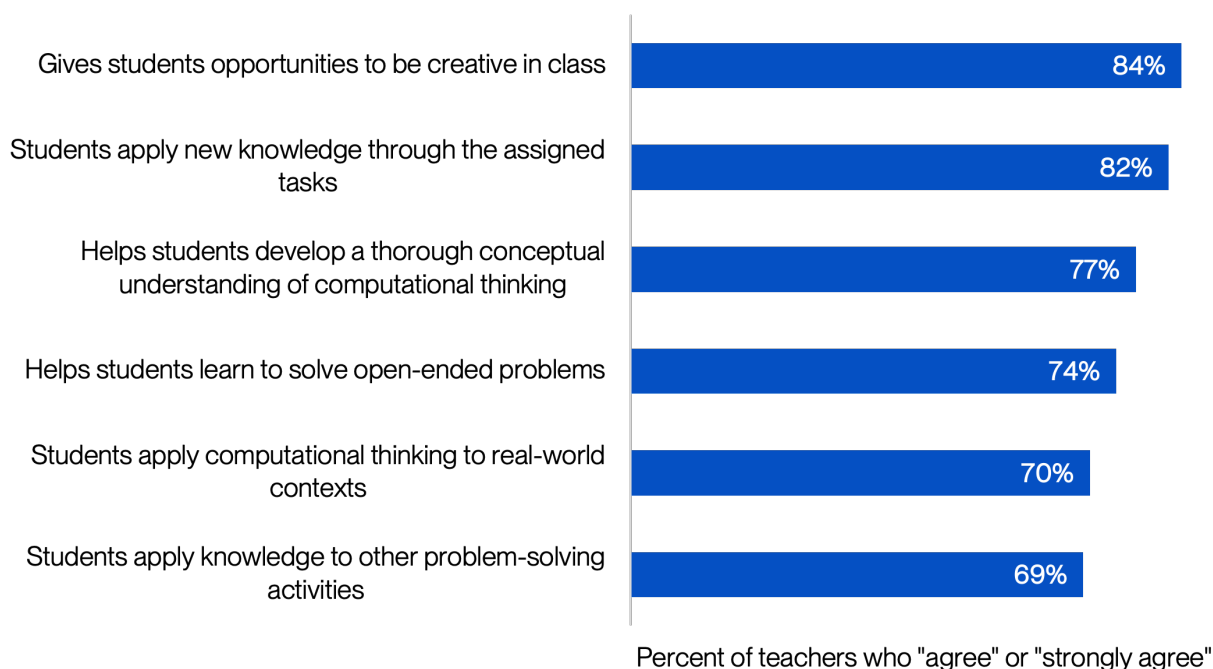 Gives students opportunities to be creative in class
84%
Students apply new knowledge through the assigned
tasks
82%
Helps students develop a thorough conceptual
understanding of computational thinking
77%
Helps students learn to solve open-ended problems
74%
Students apply computational thinking to real-world
contexts
70%
Students apply knowledge to other problem-solving
activities
69%
Percent of teachers who "agree" or "strongly agree"